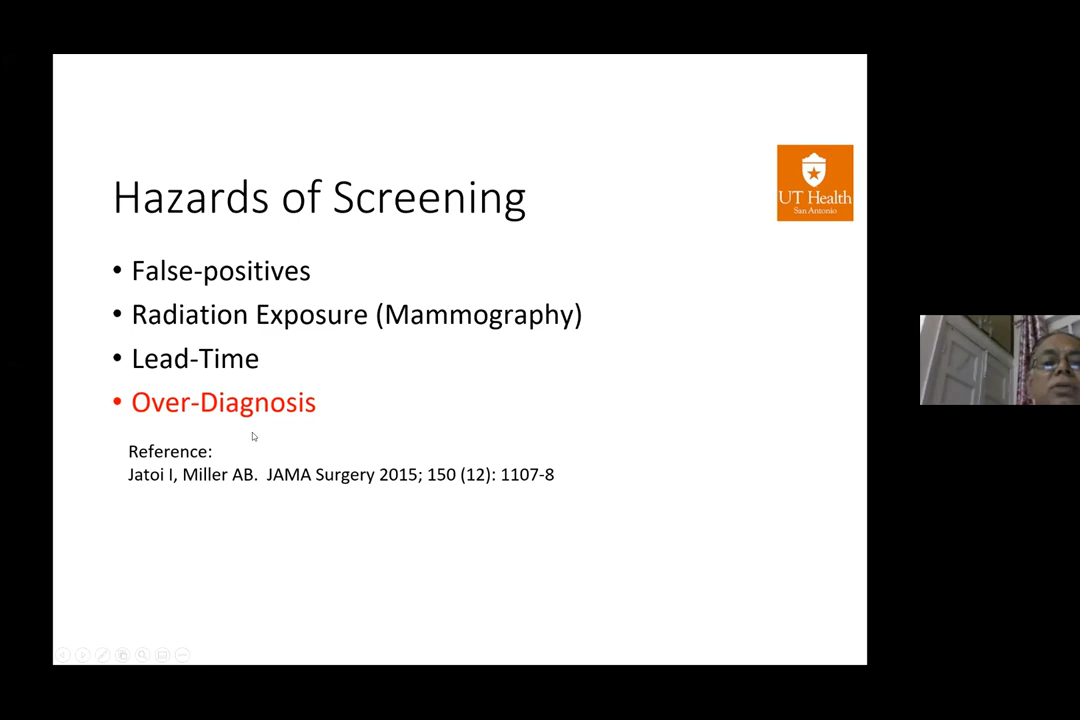 Hazards of Screening
UT Health
San Antonio
• False-positives
• Radiation Exposure (Mammography)
• Lead-Time
• Over-Diagnosis
Reference:
Jatoi I, Miller AB.  JAMA Surgery 2015; 150 (12): 1107-8